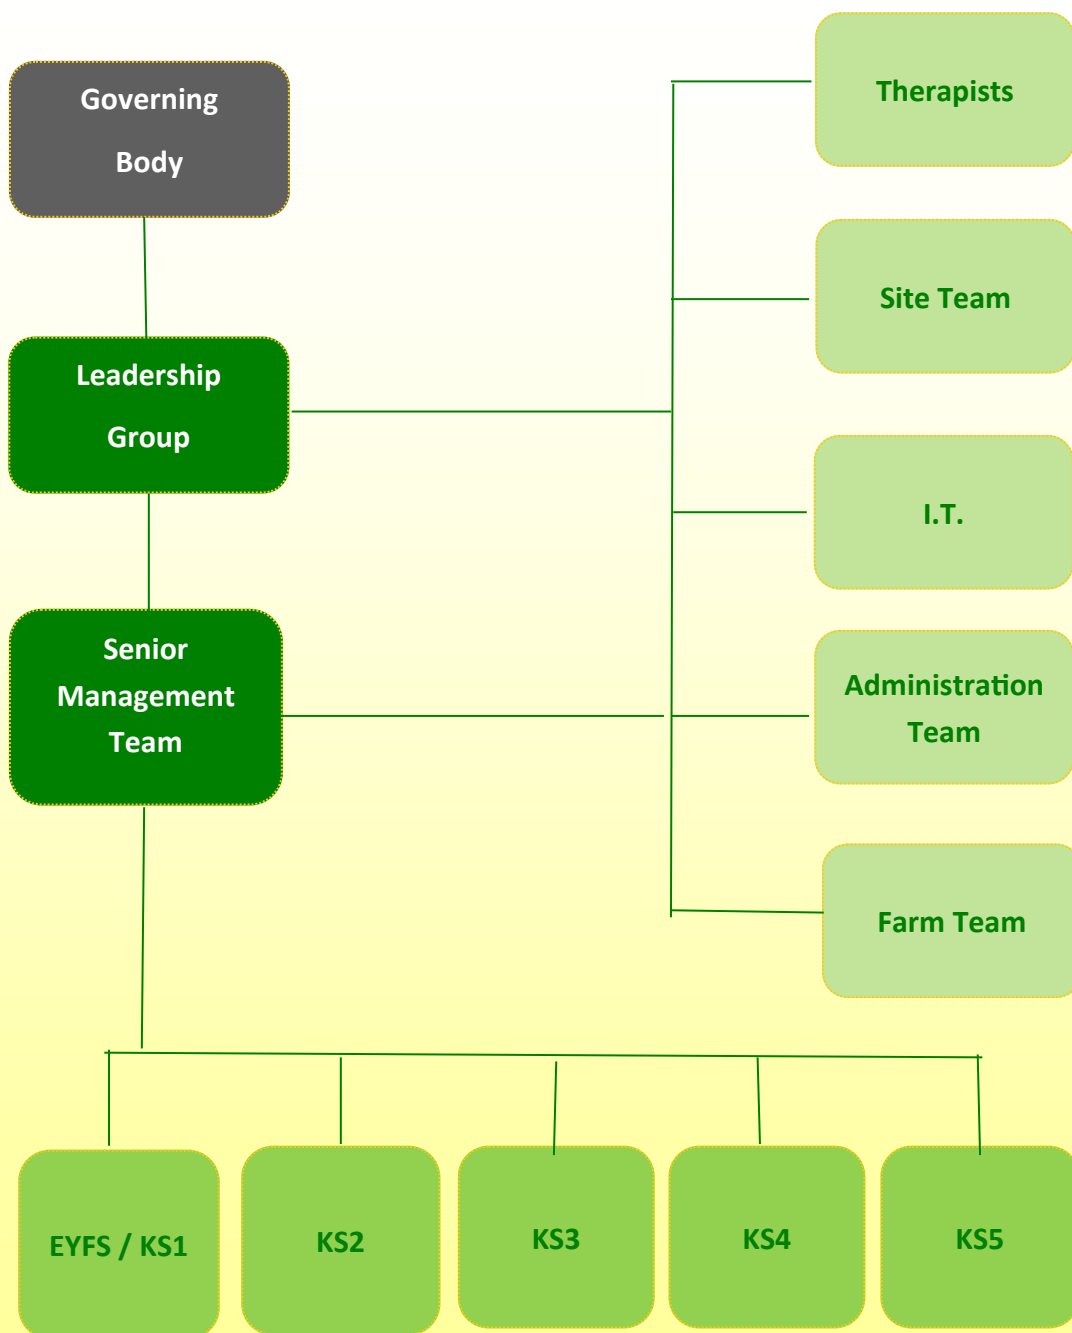 Governing
Body
Therapists
Site Team
Leadership
Group
I.T.
Senior
Management
Team
Administration
Team
Farm Team
EYFS / KS1
KS2
KS3
KS4
KS5